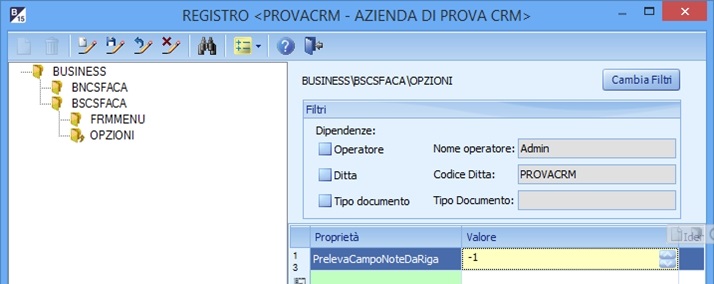 B 15
REGISTRO <PROVACRM - AZIENDA DI PROVA CRM>
BUSINESS
BNCSFACA
BSCSFACA
FRMMENU
OPZIONI
BUSINESS\BSCSFACA\OPZIONI
Cambia Filtri
Filtri
Dipendenze:
Operatore Nome operatore: Admin
Ditta Codice Ditta: PROVACRM
Tipo documento Tipo Documento:
Proprietà Valore
1 3 PrelevaCampoNoteDaRiga -1